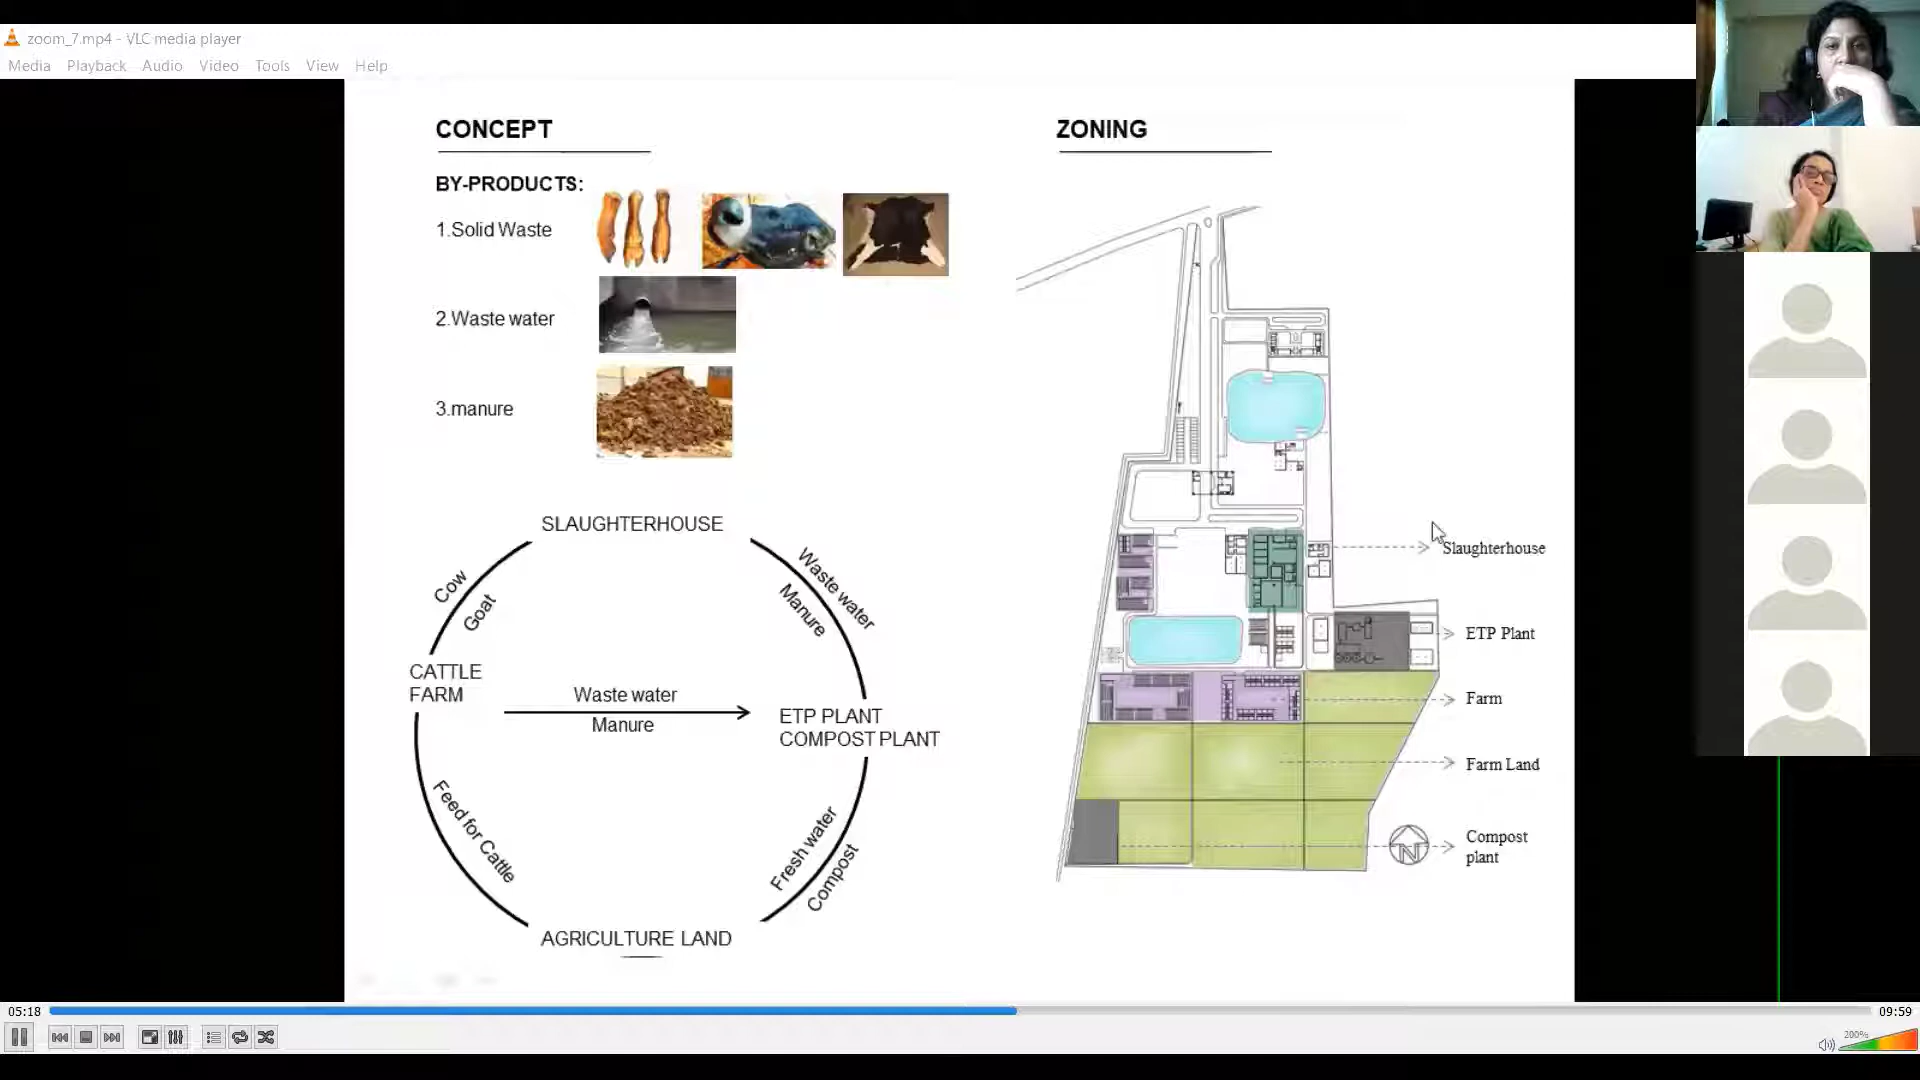 zoom_7.mp4 - VLC media player
Media Playback Audio Video Tools View Help
CONCEPT
BY-PRODUCTS:
1.Solid Waste
2.Waste water
3.manure
SLAUGHTERHOUSE
Cow
Goat
Waste water
Manure
CATTLE
FARM
Waste water
Manure
ETP PLANT
COMPOST PLANT
Feed for Cattle
Fresh water
Compost
AGRICULTURE LAND
ZONING
Slaughterhouse
ETP Plant
Farm
Farm Land
Compost
plant
N
05:18
09:59
200%